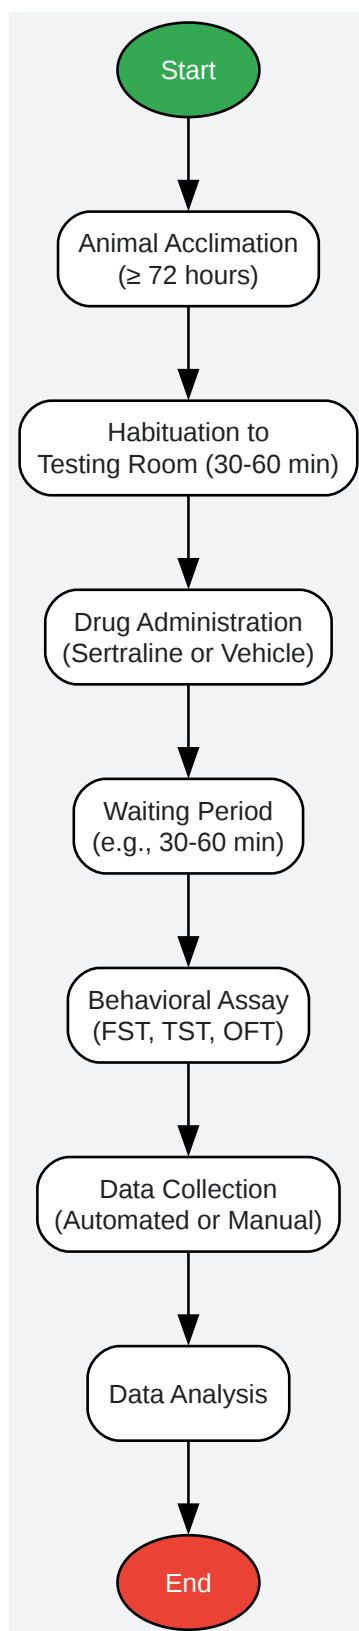 Start
Animal Acclimation
(≥ 72 hours)
Habituation to
Testing Room (30-60 min)
Drug Administration
(Sertraline or Vehicle)
Waiting Period
(e.g., 30-60 min)
Behavioral Assay
(FST, TST, OFT)
Data Collection
(Automated or Manual)
Data Analysis
End